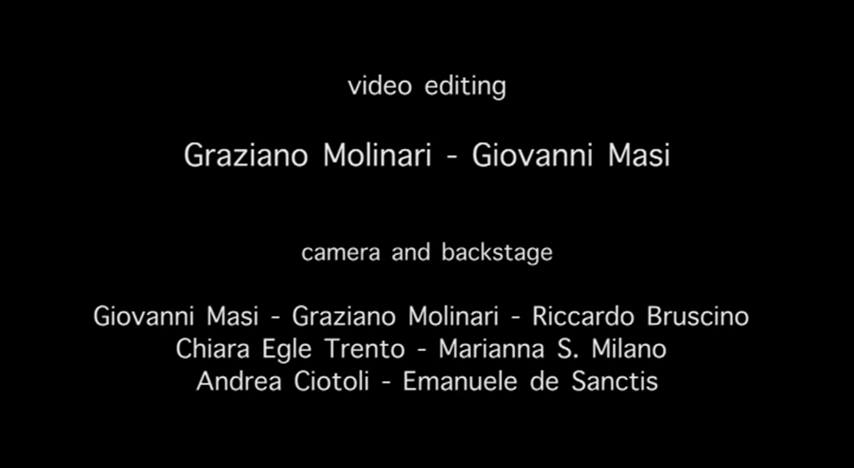 video editing
Graziano Molinari - Giovanni Masi
camera and backstage
Giovanni Masi - Graziano Molinari - Riccardo Bruscino
Chiara Egle Trento - Marianna S. Milano
Andrea Ciotoli - Emanuele de Sanctis